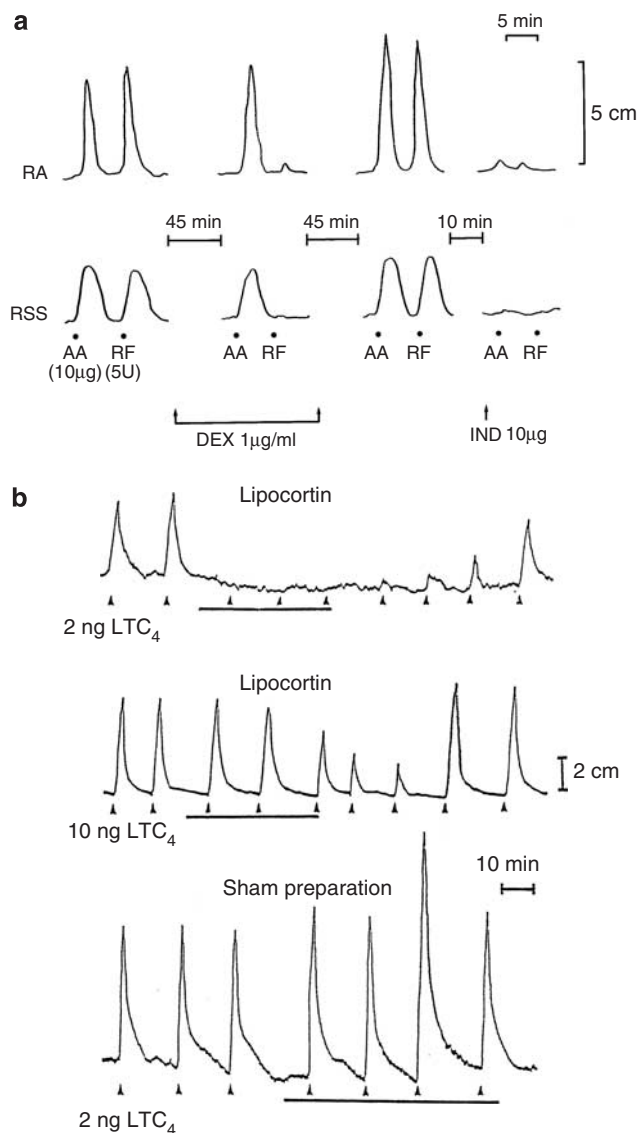 a
5 min
5 cm
RA
45 min 45 min 10 min
RSS
AA RF AA RF AA RF AA RF
(10µg) (5U)
DEX 1µg/ml IND 10µg
b
Lipocortin
2 ng LTC₄
Lipocortin
2 cm
10 ng LTC₄
10 min
Sham preparation
2 ng LTC₄